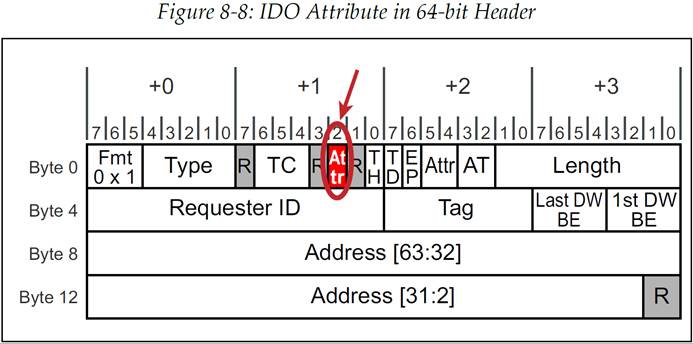 Figure 8-8: IDO Attribute in 64-bit Header
+0 +1 +2 +3
7 6 5 4 3 2 1 0 7 6 5 4 3 2 1 0 7 6 5 4 3 2 1 0 7 6 5 4 3 2 1 0
Byte 0 Fmt 0 x 1 Type R TC R Attr R TH TD EP Attr AT Length
Byte 4 Requester ID Tag Last DW BE 1st DW BE
Byte 8 Address [63:32]
Byte 12 Address [31:2] R